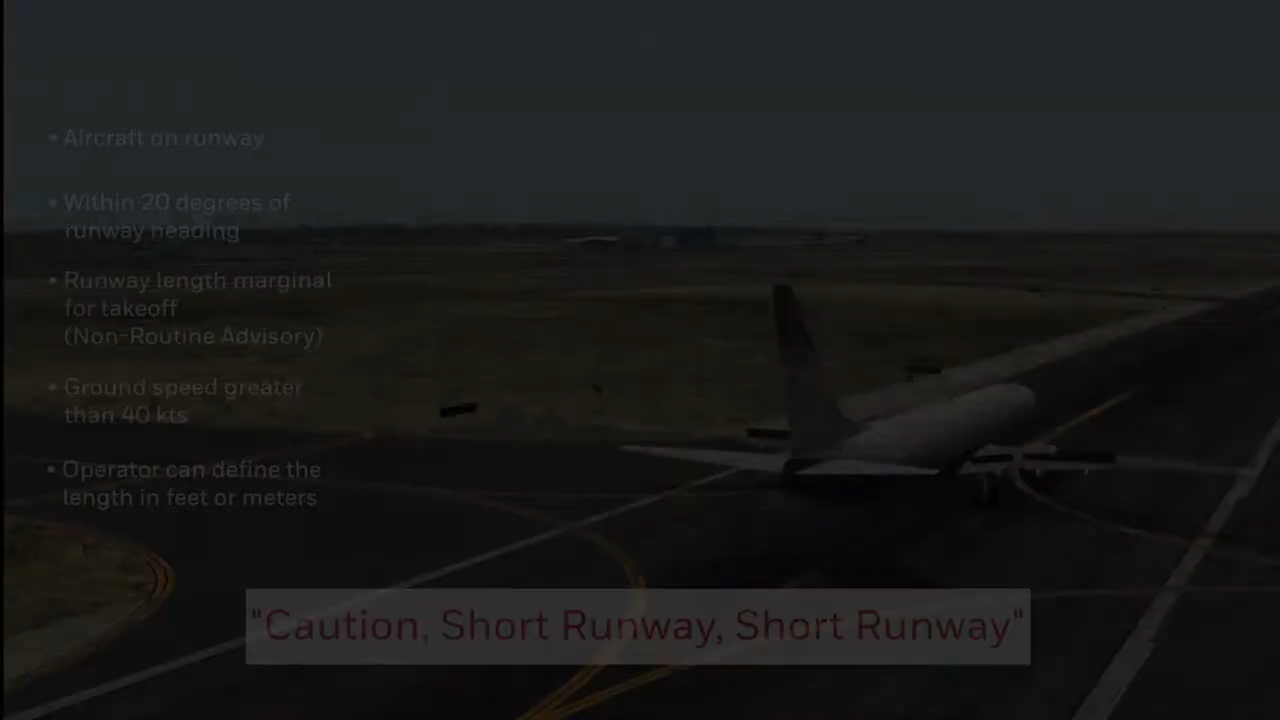 • Aircraft on runway
• Within 20 degrees of
runway heading
• Runway length marginal
for takeoff
(Non-Routine Advisory)
• Ground speed greater
than 40 kts
• Operator can define the
length in feet or meters
"Caution, Short Runway, Short Runway"